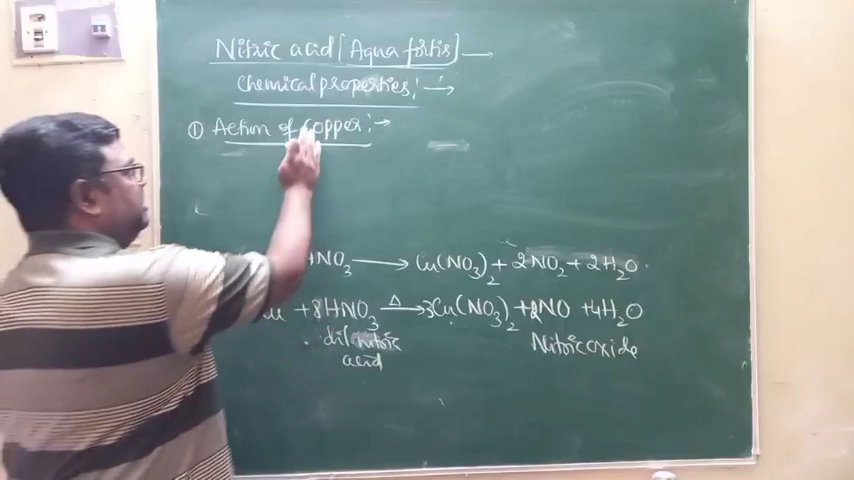 Nitric acid [Aqua fortis] —
Chemical properties : →
① Action of Copper : →
HNO₃ → Cu(NO₃)₂ + 2NO₂ + 2H₂O.
+ 8HNO₃ Δ→ 3Cu(NO₃)₂ + 2NO + 4H₂O
dil nitric Nitric oxide
acid